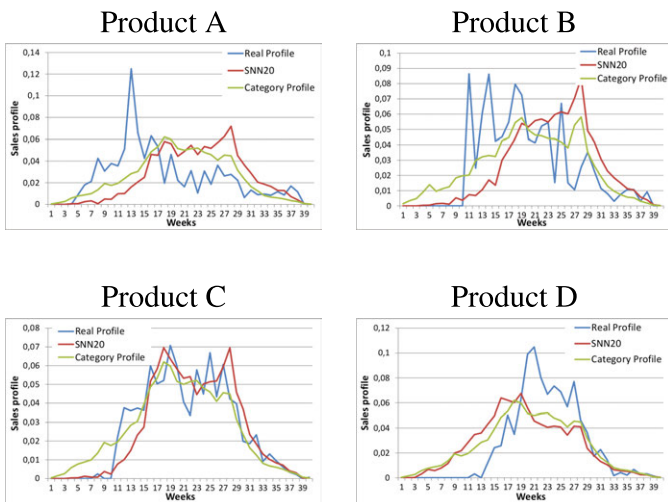 Product A
Product B
0,14
0,12
0,1
0,08
0,06
0,04
0,02
0
Sales profile
Real Profile
SNN20
Category Profile
1 3 5 7 9 11 13 15 17 19 21 23 25 27 29 31 33 35 37 39
Weeks
0,1
0,09
0,08
0,07
0,06
0,05
0,04
0,03
0,02
0,01
0
Sales profile
Real Profile
SNN20
Category Profile
1 3 5 7 9 11 13 15 17 19 21 23 25 27 29 31 33 35 37 39
Weeks
Product C
Product D
0,08
0,07
0,06
0,05
0,04
0,03
0,02
0,01
0
Sales profile
Real Profile
SNN20
Category Profile
1 3 5 7 9 11 13 15 17 19 21 23 25 27 29 31 33 35 37 39
Weeks
0,12
0,1
0,08
0,06
0,04
0,02
0
Sales profile
Real Profile
SNN20
Category Profile
1 3 5 7 9 11 13 15 17 19 21 23 25 27 29 31 33 35 37 39
Weeks